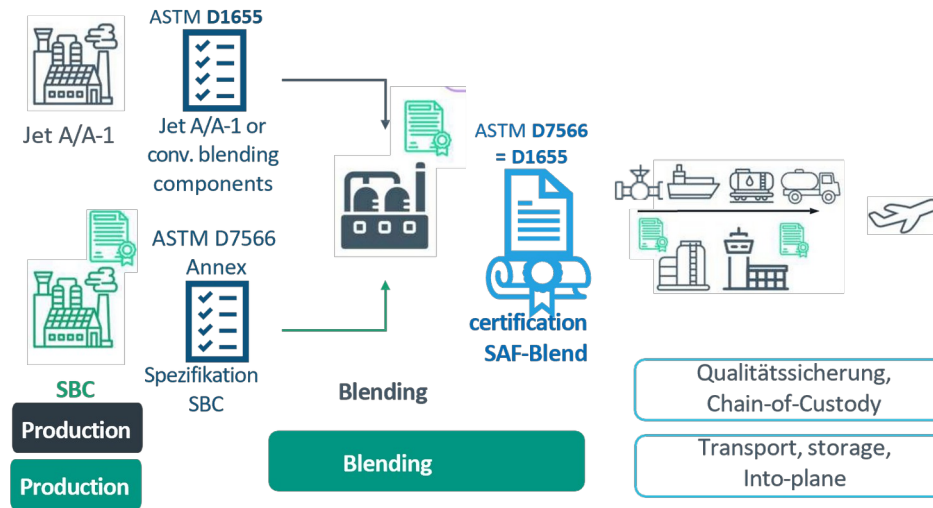 ASTM D1655
Jet A/A-1
Jet A/A-1 or
conv. blending
components
ASTM D7566
= D1655
ASTM D7566
Annex
certification
SAF-Blend
Spezifikation
SBC
SBC
Blending
Production
Production
Blending
Qualitätssicherung,
Chain-of-Custody
Transport, storage,
Into-plane